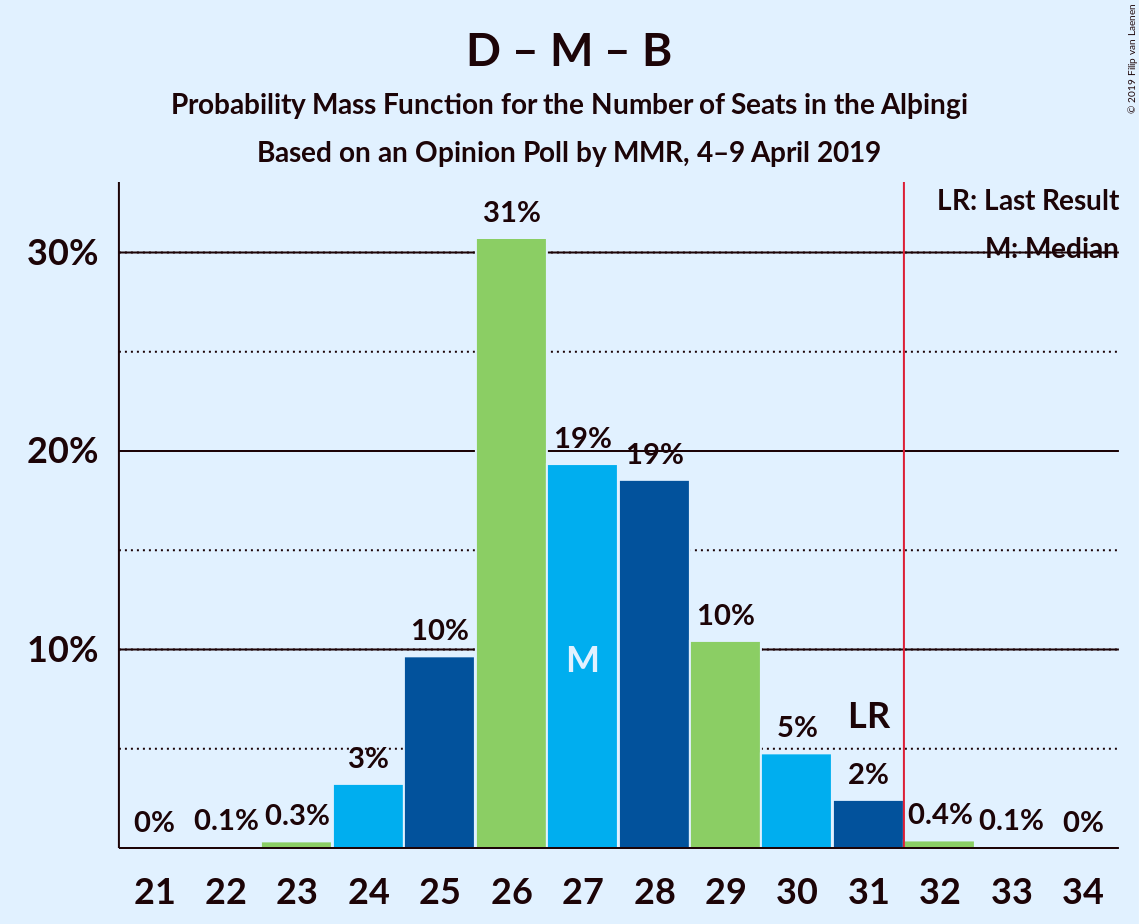 D – M – B
Probability Mass Function for the Number of Seats in the Alþingi
Based on an Opinion Poll by MMR, 4–9 April 2019
© 2019 Filip van Laenen
LR: Last Result
M: Median
30%
20%
10%
0%
0.1%
0.3%
3%
10%
31%
19%
19%
10%
5%
2%
0.4%
0.1%
0%
M
LR
21 22 23 24 25 26 27 28 29 30 31 32 33 34